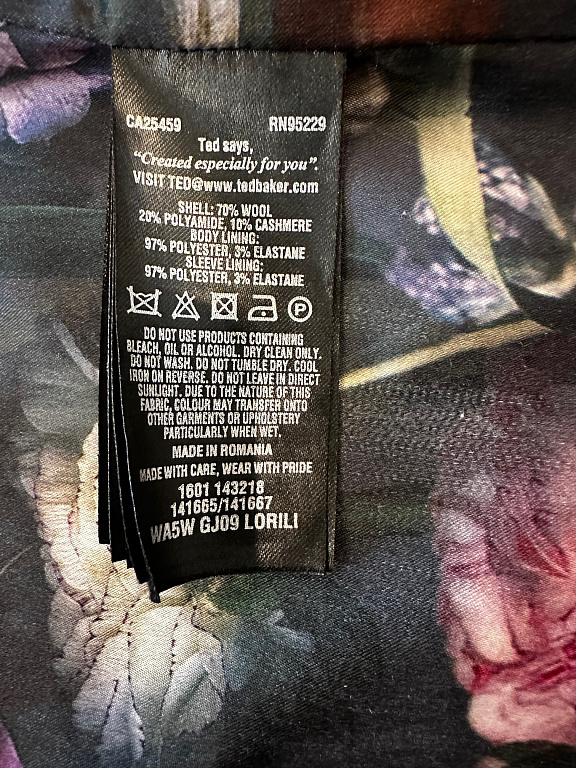 CA25459 RN95229
Ted says,
“Created especially for you”.
VISIT TED@www.tedbaker.com
SHELL: 70% WOOL
20% POLYAMIDE, 10% CASHMERE
BODY LINING:
97% POLYESTER, 3% ELASTANE
SLEEVE LINING:
97% POLYESTER, 3% ELASTANE
P
DO NOT USE PRODUCTS CONTAINING
BLEACH, OIL OR ALCOHOL. DRY CLEAN ONLY.
DO NOT WASH. DO NOT TUMBLE DRY. COOL
IRON ON REVERSE. DO NOT LEAVE IN DIRECT
SUNLIGHT. DUE TO THE NATURE OF THIS
FABRIC, COLOUR MAY TRANSFER ONTO
OTHER GARMENTS OR UPHOLSTERY
PARTICULARLY WHEN WET.
MADE IN ROMANIA
MADE WITH CARE, WEAR WITH PRIDE
1601 143218
141665/141667
WA5W GJ09 LORILI